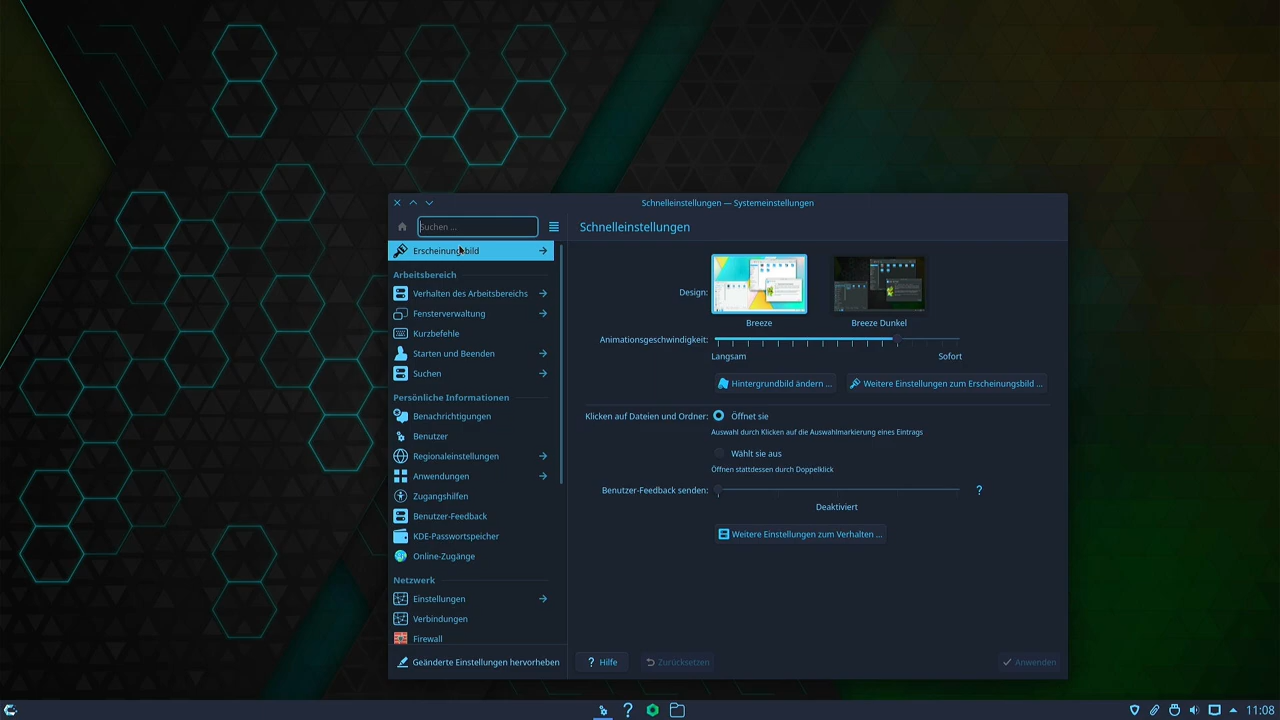 Schnelleinstellungen — Systemeinstellungen
Suchen ...
Schnelleinstellungen
Erscheinungsbild
Arbeitsbereich
Verhalten des Arbeitsbereichs
Fensterverwaltung
Kurzbefehle
Starten und Beenden
Suchen
Persönliche Informationen
Benachrichtigungen
Benutzer
Regionaleinstellungen
Anwendungen
Zugangshilfen
Benutzer-Feedback
KDE-Passwortspeicher
Online-Zugänge
Netzwerk
Einstellungen
Verbindungen
Firewall
Geänderte Einstellungen hervorheben
Design:
Breeze
Breeze Dunkel
Animationsgeschwindigkeit:
Langsam
Sofort
Hintergrundbild ändern ...
Weitere Einstellungen zum Erscheinungsbild ...
Klicken auf Dateien und Ordner:
Öffnet sie
Auswahl durch Klicken auf die Auswahlmarkierung eines Eintrags
Wählt sie aus
Öffnen stattdessen durch Doppelklick
Benutzer-Feedback senden:
?
Deaktiviert
Weitere Einstellungen zum Verhalten ...
? Hilfe
Zurücksetzen
Anwenden
?
11:08